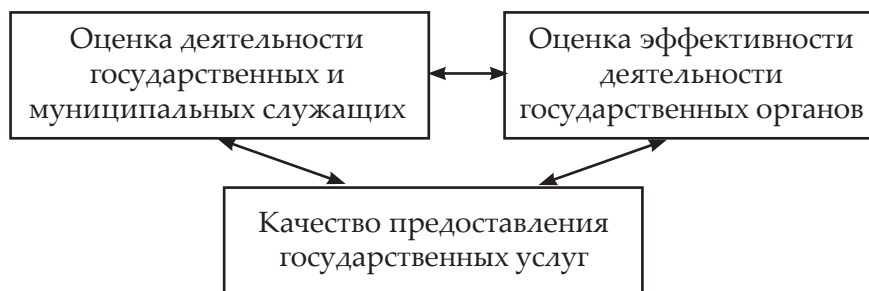 Оценка деятельности
государственных и
муниципальных служащих
Оценка эффективности
деятельности
государственных органов
Качество предоставления
государственных услуг